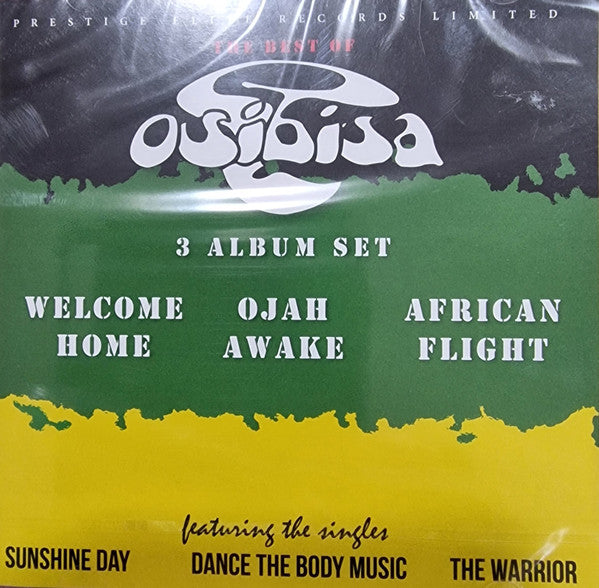 PRESTIGE ELITE RECORDS LIMITED
THE BEST OF
OSIBISA
3 ALBUM SET
WELCOME HOME
OJAH AWAKE
AFRICAN FLIGHT
featuring the singles
SUNSHINE DAY
DANCE THE BODY MUSIC
THE WARRIOR